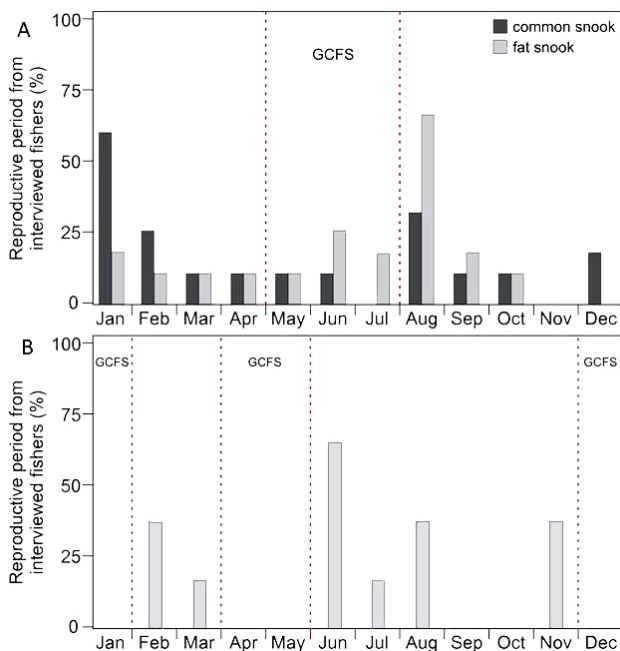 A
common snook
fat snook
GCFS
Reproductive period from
interviewed fishers (%)
100
75
50
25
0
Jan Feb Mar Apr May Jun Jul Aug Sep Oct Nov Dec
B
GCFS GCFS GCFS
Reproductive period from
interviewed fishers (%)
100
75
50
25
0
Jan Feb Mar Apr May Jun Jul Aug Sep Oct Nov Dec